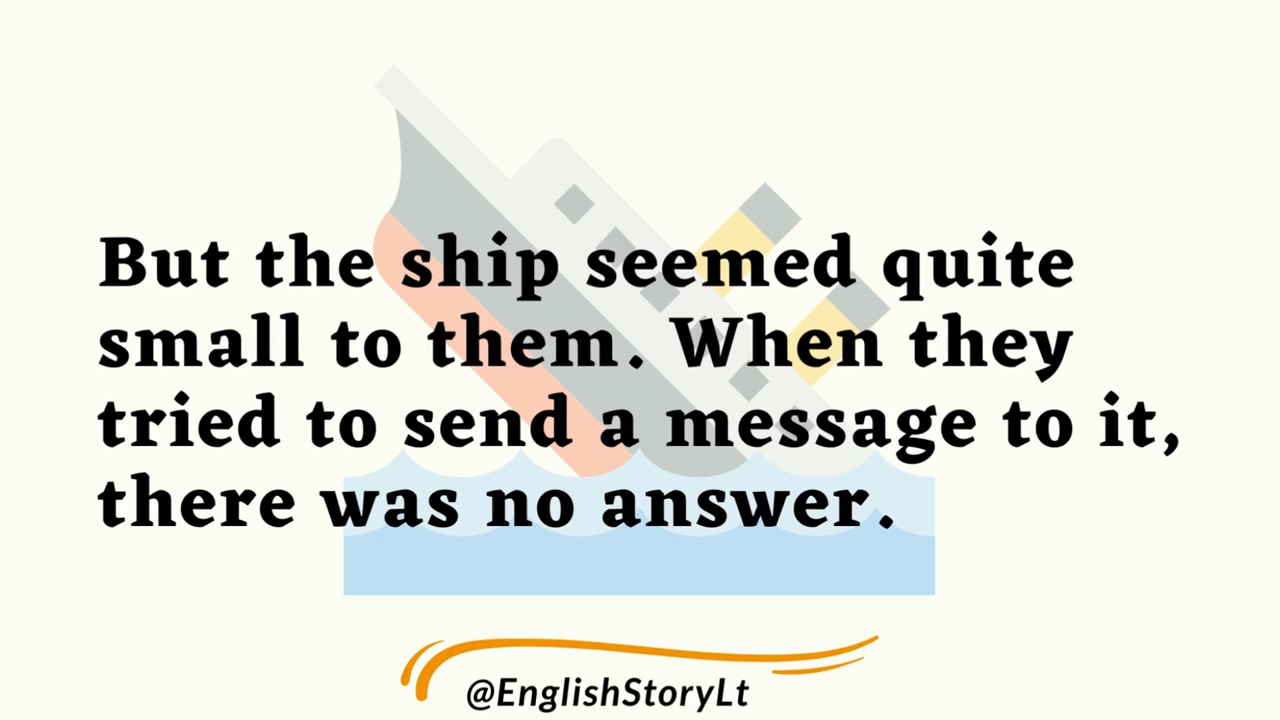 But the ship seemed quite
small to them. When they
tried to send a message to it,
there was no answer.
@EnglishStoryLt